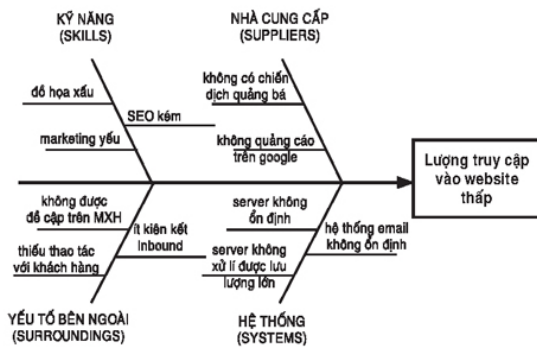 KỸ NĂNG
(SKILLS)
NHÀ CUNG CẤP
(SUPPLIERS)
đồ họa xấu
SEO kém
marketing yếu
không có chiến
dịch quảng bá
không quảng cáo
trên google
Lượng truy cập
vào website
thấp
không được
đề cập trên MXH
ít kiên kết
Inbound
thiếu thao tác
với khách hàng
server không
ổn định
hệ thống email
không ổn định
server không
xử lí được lưu
lượng lớn
YẾU TỐ BÊN NGOÀI
(SURROUNDINGS)
HỆ THỐNG
(SYSTEMS)